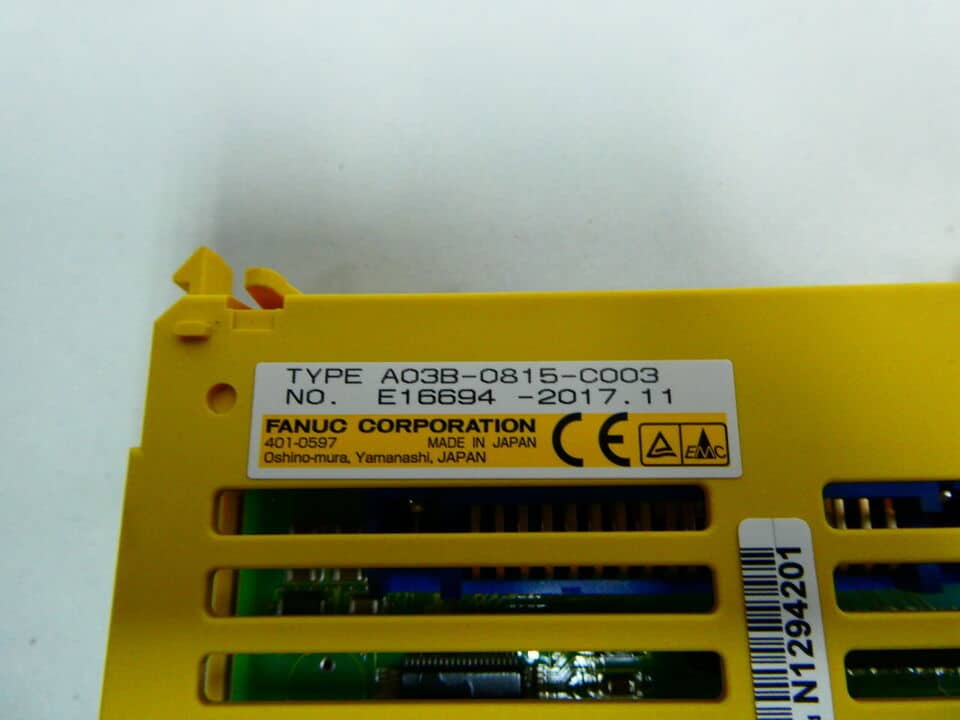 TYPE A03B-0815-C003
NO. E16694 -2017.11
FANUC CORPORATION
401-0597 MADE IN JAPAN
Oshino-mura, Yamanashi, JAPAN
CE
EMC
N1294201